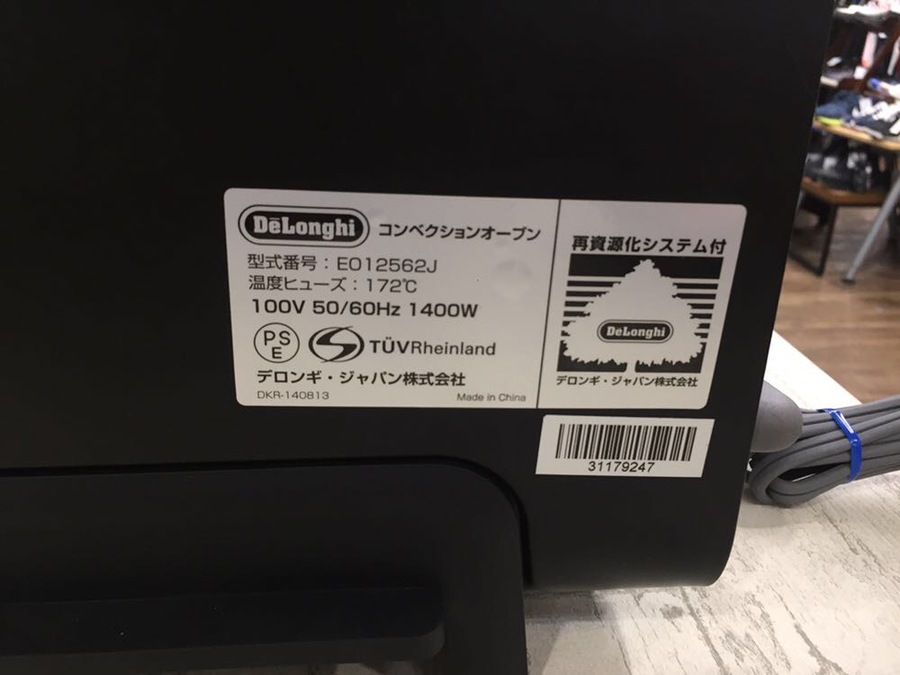 DeLonghi コンベクションオーブン
型式番号：EO12562J
温度ヒューズ：172℃
100V 50/60Hz 1400W
PS
E
TÜVRheinland
デロンギ・ジャパン株式会社
DKR-140813
Made in China
再資源化システム付
DeLonghi
デロンギ・ジャパン株式会社
31179247